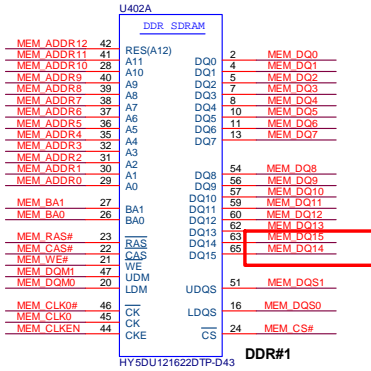 U402A
DDR SDRAM
MEM_ADDR12 42
MEM_ADDR11 41
MEM_ADDR10 28
MEM_ADDR9 40
MEM_ADDR8 39
MEM_ADDR7 38
MEM_ADDR6 37
MEM_ADDR5 36
MEM_ADDR4 35
MEM_ADDR3 32
MEM_ADDR2 31
MEM_ADDR1 30
MEM_ADDR0 29
MEM_BA1 27
MEM_BA0 26
MEM_RAS# 23
MEM_CAS# 22
MEM_WE# 21
MEM_DQM1 47
MEM_DQM0 20
MEM_CLK0# 46
MEM_CLK0 45
MEM_CLKEN 44
RES(A12)
A11
A10
A9
A8
A7
A6
A5
A4
A3
A2
A1
A0
BA1
BA0
RAS
CAS
WE
UDM
LDM
CK
CK
CKE
DQ0
DQ1
DQ2
DQ3
DQ4
DQ5
DQ6
DQ7
DQ8
DQ9
DQ10
DQ11
DQ12
DQ13
DQ14
DQ15
UDQS
LDQS
CS
2 MEM_DQ0
4 MEM_DQ1
5 MEM_DQ2
7 MEM_DQ3
8 MEM_DQ4
10 MEM_DQ5
11 MEM_DQ6
13 MEM_DQ7
54 MEM_DQ8
56 MEM_DQ9
57 MEM_DQ10
59 MEM_DQ11
60 MEM_DQ12
62 MEM_DQ13
63 MEM_DQ15
65 MEM_DQ14
51 MEM_DQS1
16 MEM_DQS0
24 MEM_CS#
DDR#1
HY5DU121622DTP-D43